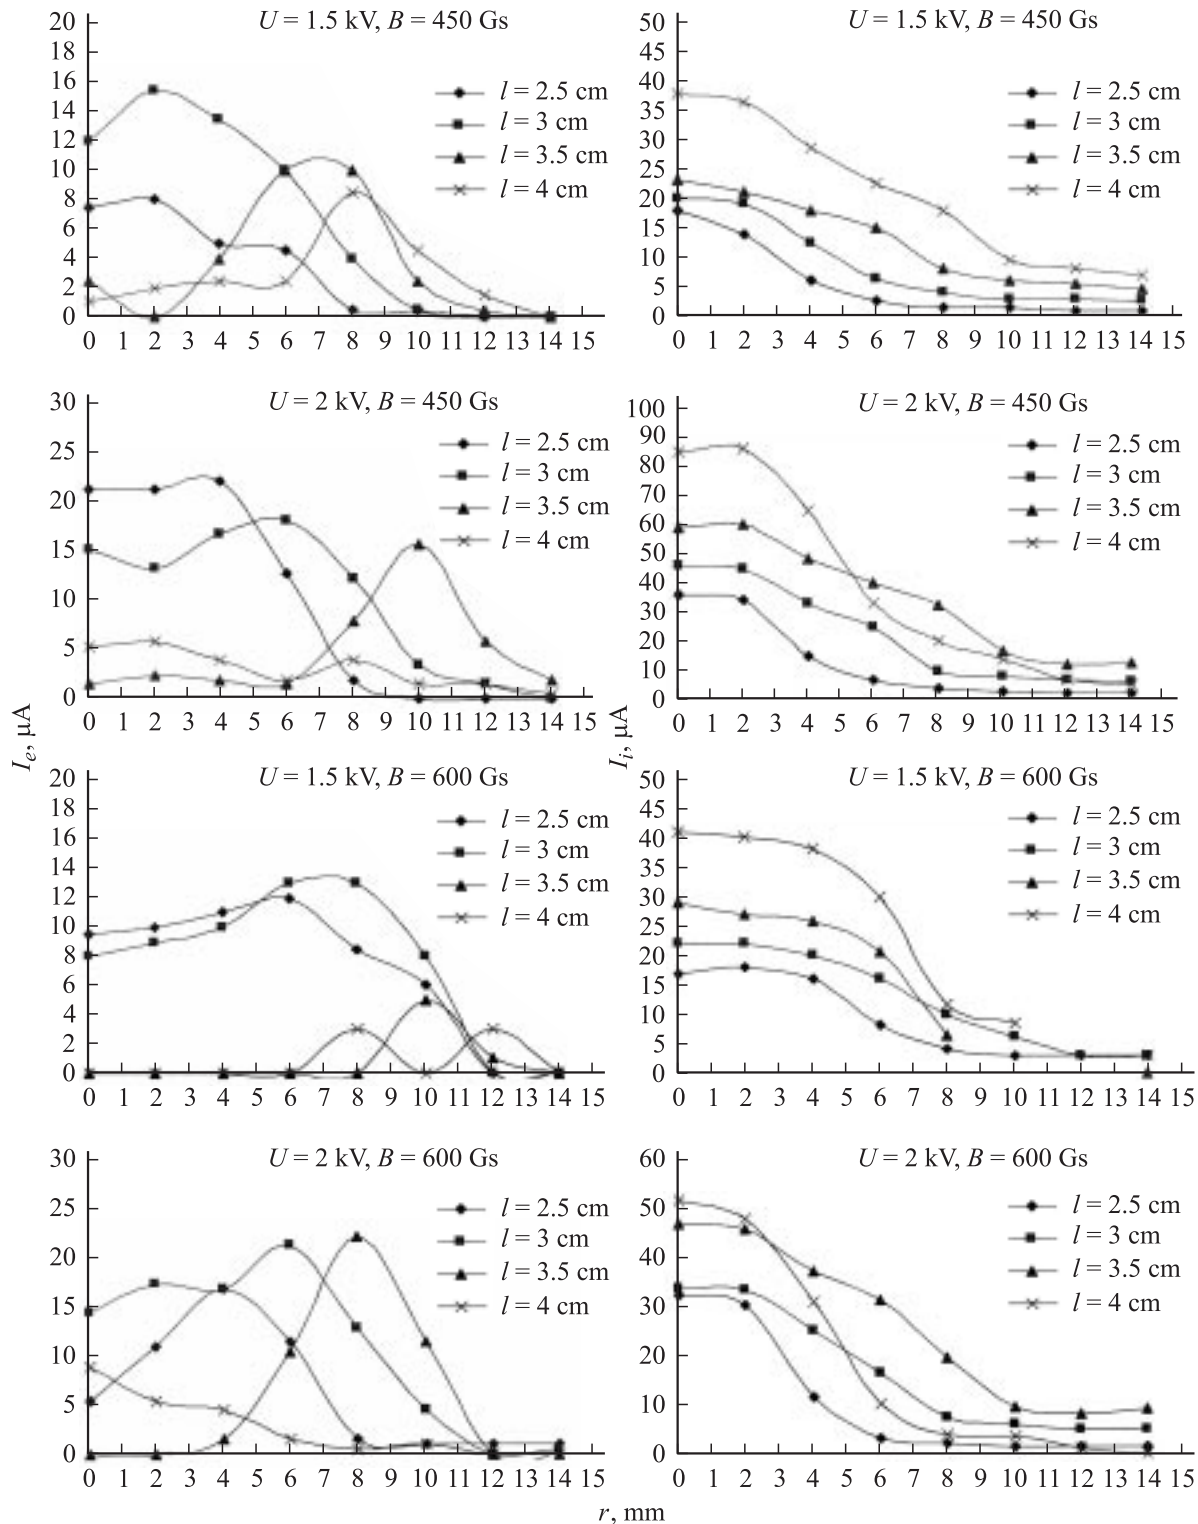 U = 1.5 kV, B = 450 Gs
20
18
16
14
12
10
8
6
4
2
0
l = 2.5 cm
l = 3 cm
l = 3.5 cm
l = 4 cm
0 1 2 3 4 5 6 7 8 9 10 11 12 13 14 15
U = 1.5 kV, B = 450 Gs
50
45
40
35
30
25
20
15
10
5
0
l = 2.5 cm
l = 3 cm
l = 3.5 cm
l = 4 cm
0 1 2 3 4 5 6 7 8 9 10 11 12 13 14 15
U = 2 kV, B = 450 Gs
30
25
20
15
10
5
0
l = 2.5 cm
l = 3 cm
l = 3.5 cm
l = 4 cm
0 1 2 3 4 5 6 7 8 9 10 11 12 13 14 15
U = 2 kV, B = 450 Gs
100
90
80
70
60
50
40
30
20
10
0
l = 2.5 cm
l = 3 cm
l = 3.5 cm
l = 4 cm
0 1 2 3 4 5 6 7 8 9 10 11 12 13 14 15
Ie, μA
Ii, μA
U = 1.5 kV, B = 600 Gs
20
18
16
14
12
10
8
6
4
2
0
l = 2.5 cm
l = 3 cm
l = 3.5 cm
l = 4 cm
0 1 2 3 4 5 6 7 8 9 10 11 12 13 14 15
U = 1.5 kV, B = 600 Gs
50
45
40
35
30
25
20
15
10
5
0
l = 2.5 cm
l = 3 cm
l = 3.5 cm
l = 4 cm
0 1 2 3 4 5 6 7 8 9 10 11 12 13 14 15
U = 2 kV, B = 600 Gs
30
25
20
15
10
5
0
l = 2.5 cm
l = 3 cm
l = 3.5 cm
l = 4 cm
0 1 2 3 4 5 6 7 8 9 10 11 12 13 14 15
U = 2 kV, B = 600 Gs
60
50
40
30
20
10
0
l = 2.5 cm
l = 3 cm
l = 3.5 cm
l = 4 cm
0 1 2 3 4 5 6 7 8 9 10 11 12 13 14 15
r, mm